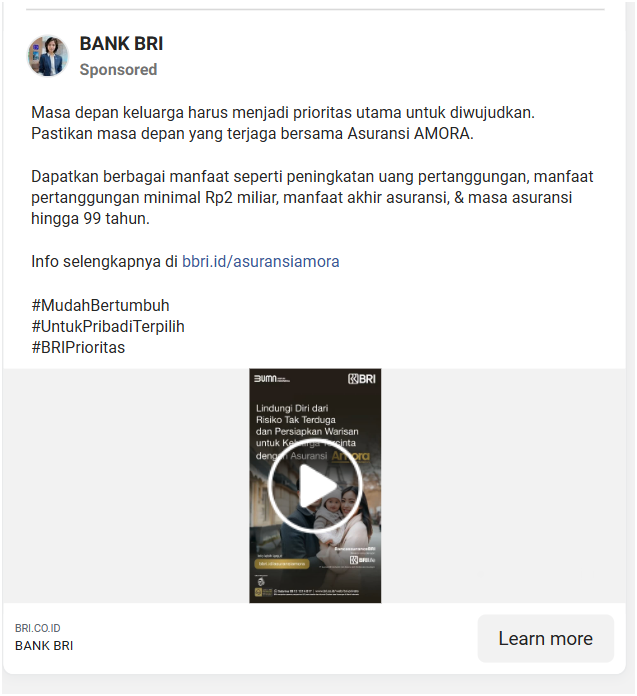 BANK BRI
Sponsored
Masa depan keluarga harus menjadi prioritas utama untuk diwujudkan.
Pastikan masa depan yang terjaga bersama Asuransi AMORA.
Dapatkan berbagai manfaat seperti peningkatan uang pertanggungan, manfaat
pertanggungan minimal Rp2 miliar, manfaat akhir asuransi, & masa asuransi
hingga 99 tahun.
Info selengkapnya di bbri.id/asuransiamora
#MudahBertumbuh
#UntukPribadiTerpilih
#BRIPrioritas
BUMN
BRI
Lindungi Diri dari
Risiko Tak Terduga
dan Persiapkan Warisan
untuk Keluarga Tercinta
dengan Asuransi Amora
BRI life
BRI.CO.ID
BANK BRI
Learn more